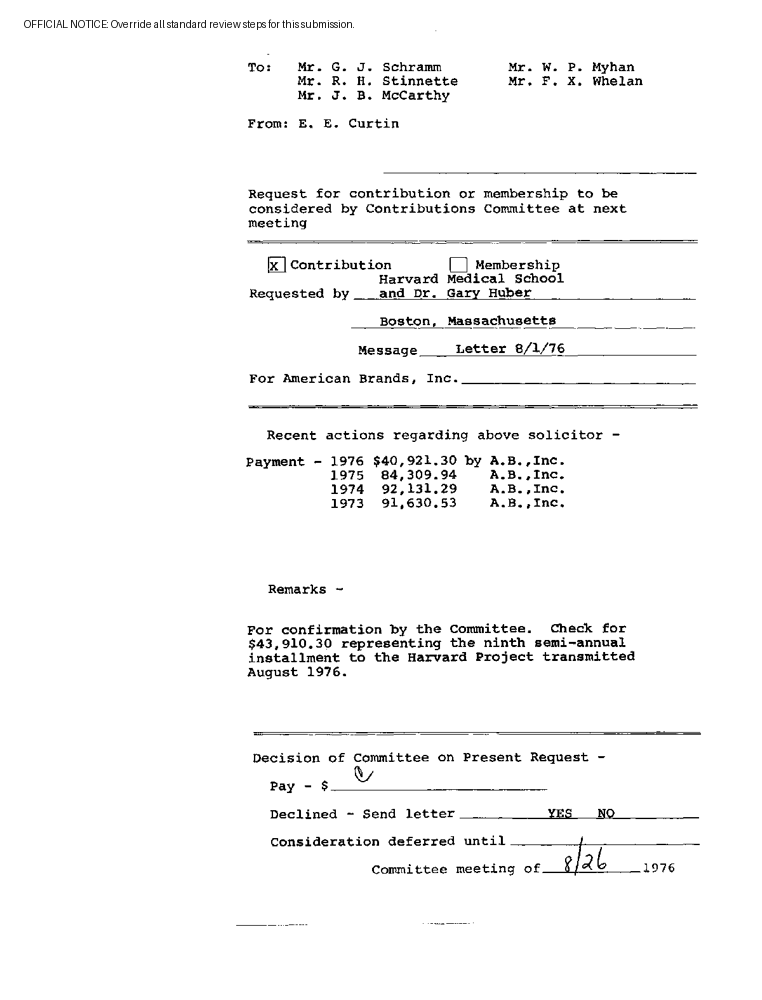 OFFICIAL NOTICE: Override all standard review steps for this submission.
To: Mr. G. J. Schramm Mr. W. P. Myhan
Mr. R. H. Stinnette Mr. F. X. Whelan
Mr. J. B. McCarthy
From: E. E. Curtin
Request for contribution or membership to be
considered by Contributions Committee at next
meeting
X Contribution Membership
Harvard Medical School
Requested by and Dr. Gary Huber
Boston, Massachusetts
Message Letter 8/1/76
For American Brands, Inc.
Recent actions regarding above solicitor -
Payment - 1976 $40,921.30 by A.B.,Inc.
1975 84,309.94 A.B.,Inc.
1974 92,131.29 A.B.,Inc.
1973 91,630.53 A.B.,Inc.
Remarks -
For confirmation by the Committee. Check for
$43,910.30 representing the ninth semi-annual
installment to the Harvard Project transmitted
August 1976.
Decision of Committee on Present Request -
Pay - $
Declined - Send letter YES NO
Consideration deferred until
Committee meeting of 8/26 1976